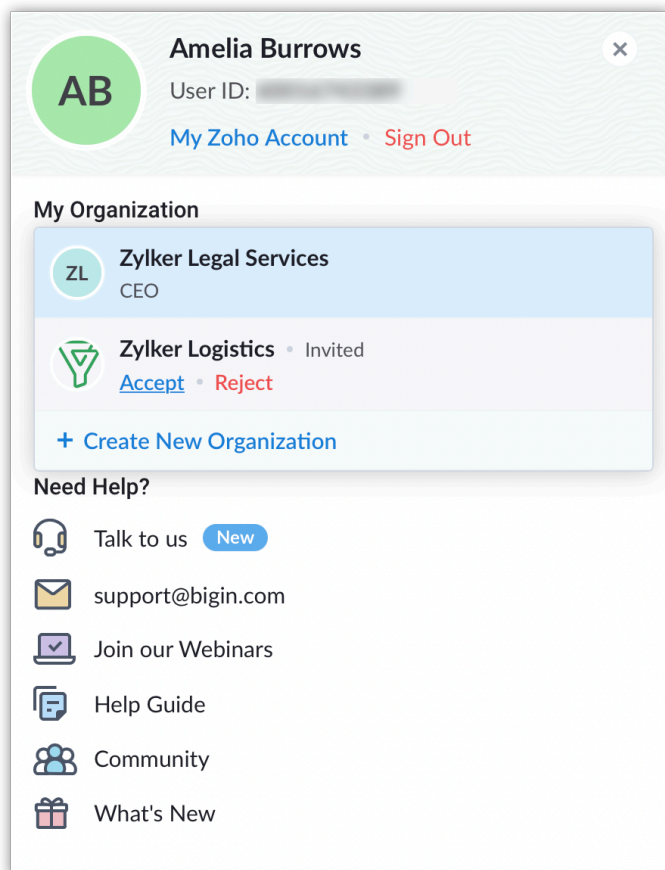 AB
Amelia Burrows
User ID:
My Zoho Account • Sign Out
My Organization
ZL
Zylker Legal Services
CEO
Zylker Logistics • Invited
Accept • Reject
+ Create New Organization
Need Help?
Talk to us New
support@bigin.com
Join our Webinars
Help Guide
Community
What's New